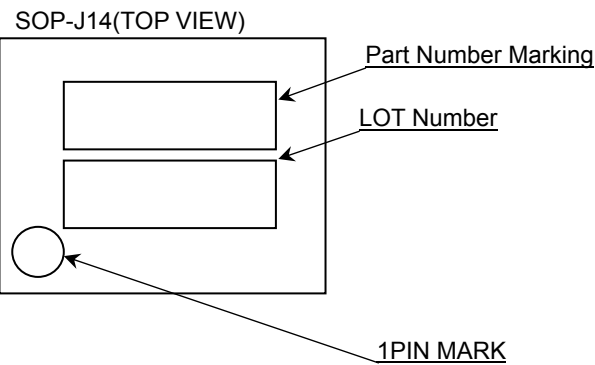 SOP-J14(TOP VIEW)
Part Number Marking
LOT Number
1PIN MARK